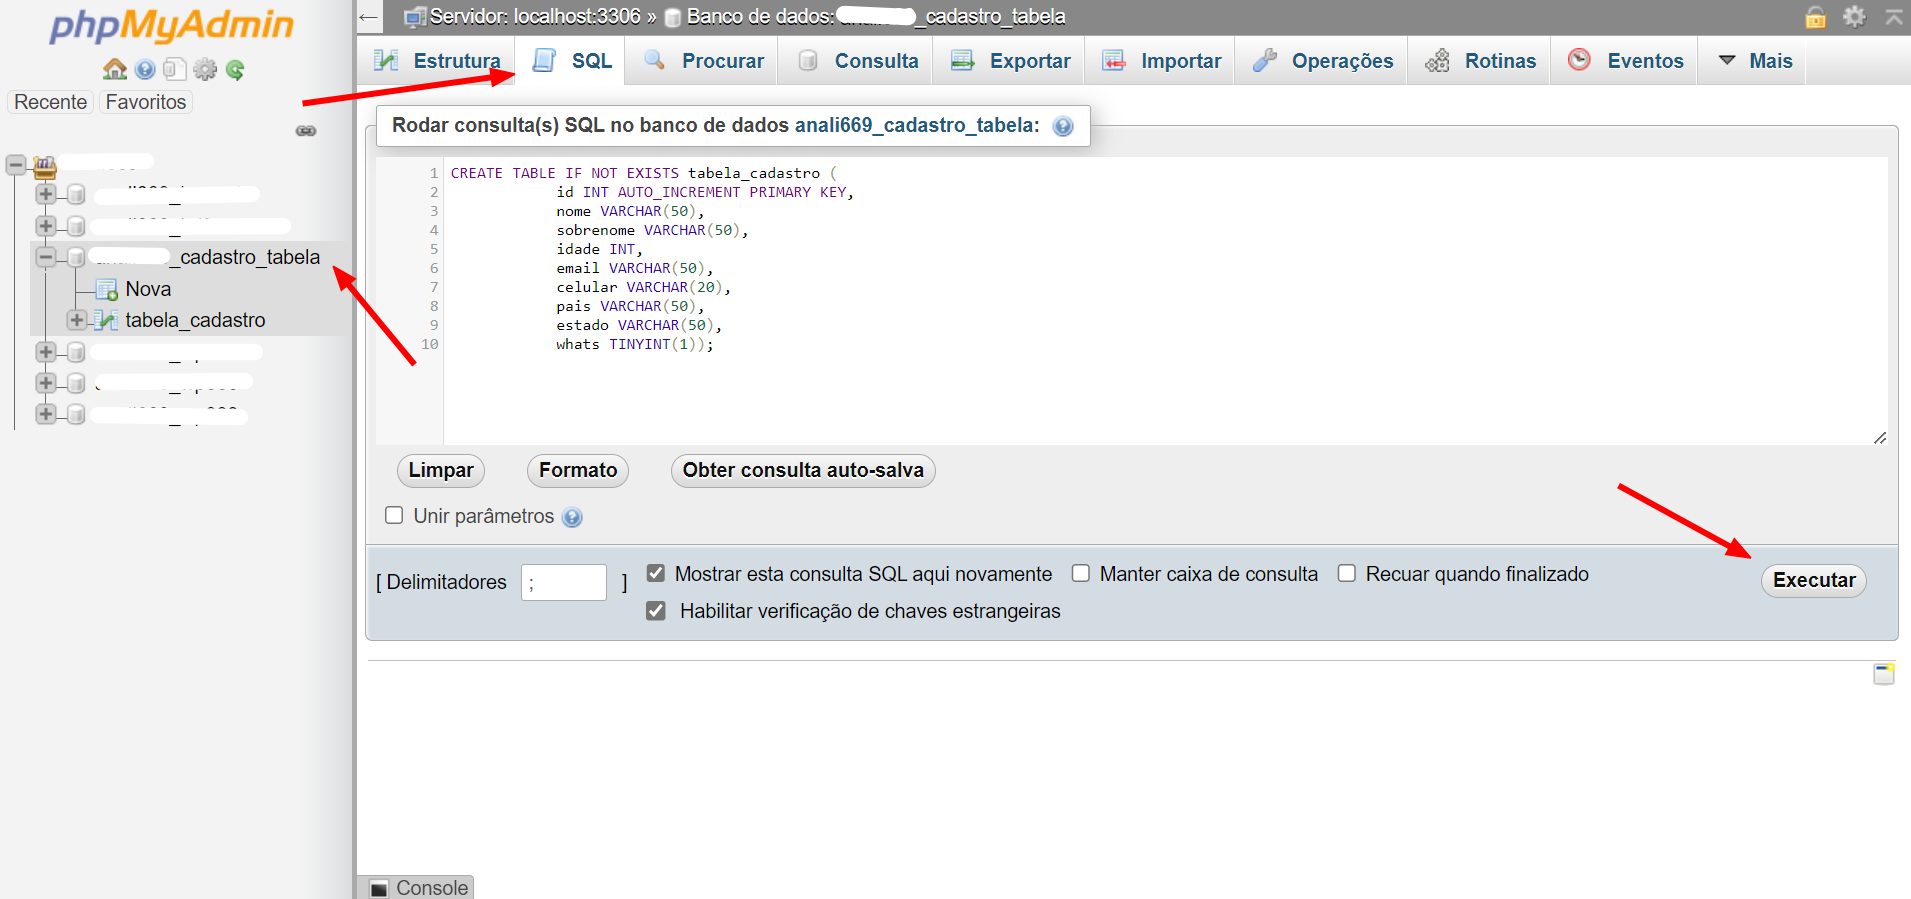 phpMyAdmin
Recente Favoritos
_cadastro_tabela
Nova
tabela_cadastro
Servidor: localhost:3306 » Banco de dados: _cadastro_tabela
Estrutura SQL Procurar Consulta Exportar Importar Operações Rotinas Eventos Mais
Rodar consulta(s) SQL no banco de dados anali669_cadastro_tabela:
1 CREATE TABLE IF NOT EXISTS tabela_cadastro (
2 id INT AUTO_INCREMENT PRIMARY KEY,
3 nome VARCHAR(50),
4 sobrenome VARCHAR(50),
5 idade INT,
6 email VARCHAR(50),
7 celular VARCHAR(20),
8 pais VARCHAR(50),
9 estado VARCHAR(50),
10 whats TINYINT(1));
Limpar Formato Obter consulta auto-salva
Unir parâmetros
[ Delimitadores ; ] Mostrar esta consulta SQL aqui novamente Manter caixa de consulta Recuar quando finalizado
Habilitar verificação de chaves estrangeiras
Executar
Console